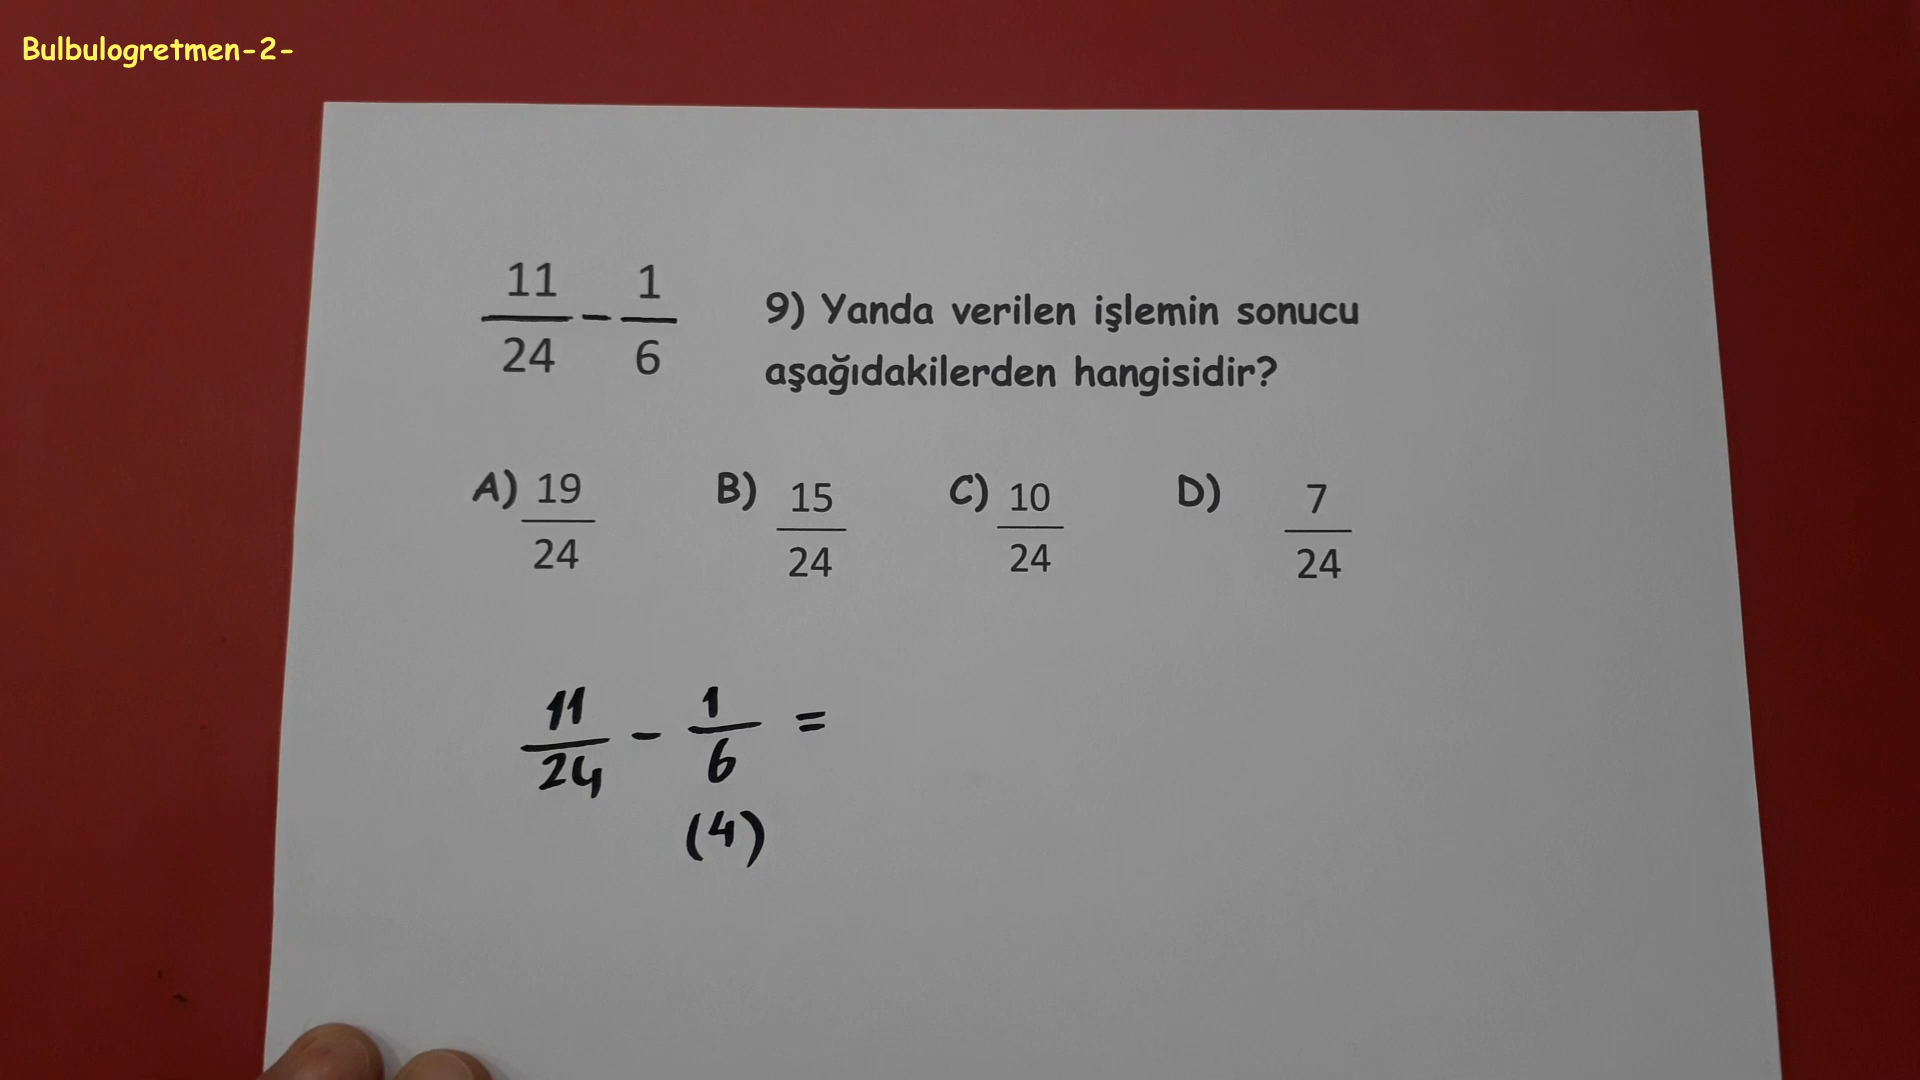 Bulbulogretmen-2-
11/24 - 1/6
9) Yanda verilen işlemin sonucu
aşağıdakilerden hangisidir?
A) 19/24 B) 15/24 C) 10/24 D) 7/24
11/24 - 1/6 =
(4)